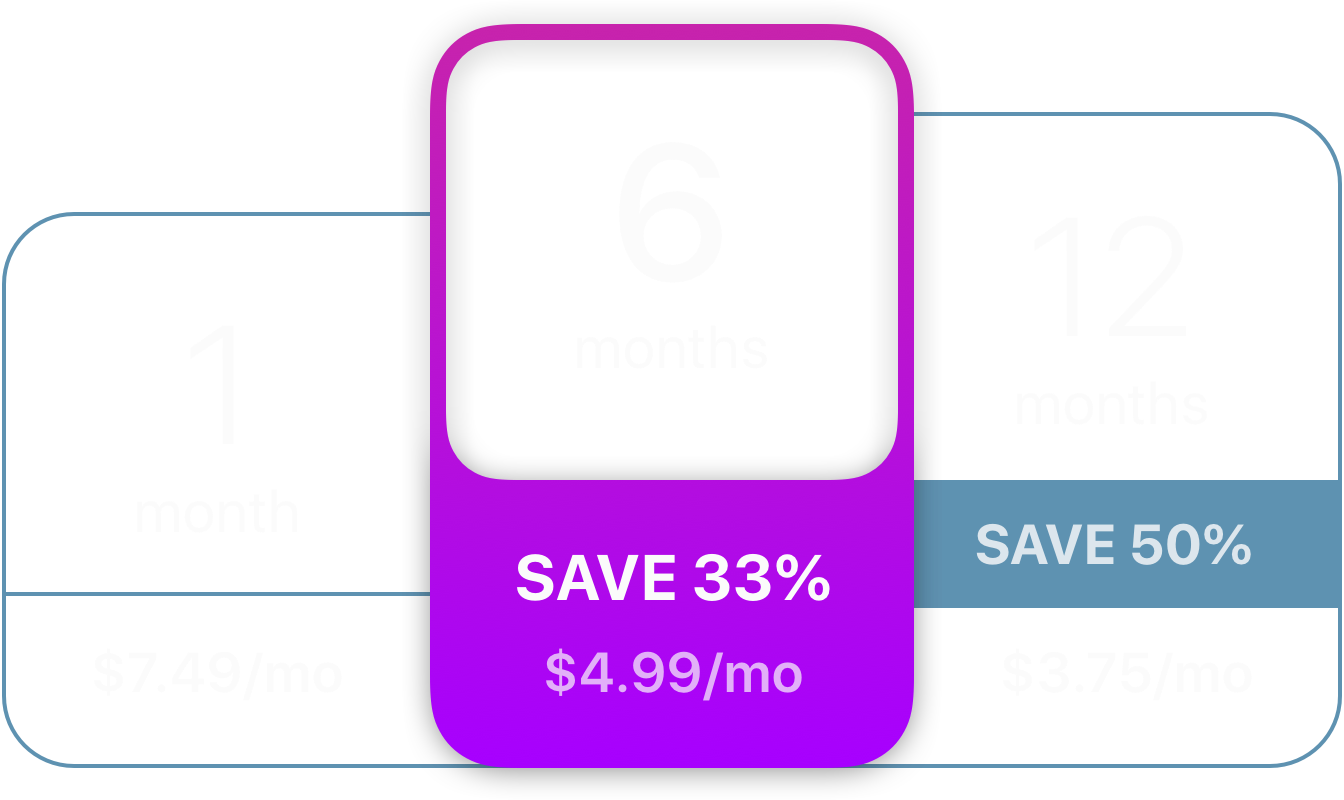 1
month
$7.49/mo
6
months
SAVE 33%
$4.99/mo
12
months
SAVE 50%
$3.75/mo